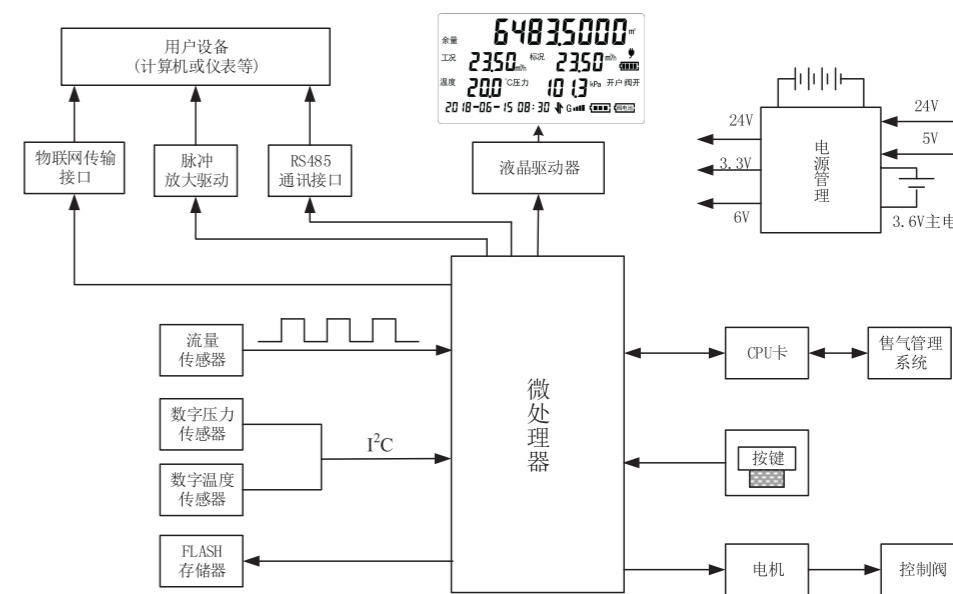 用户设备
(计算机或仪表等)
余量 6483.5000 m³
工况 23.50 m³/h 标况 23.50 m³/h
温度 20.0 ℃ 压力 101.3 kPa 开户 阀开
2018-06-15 08:30 G
物联网传输
接口
脉冲
放大驱动
RS485
通讯接口
液晶驱动器
24V
3.3V
6V
电源管理
24V
5V
3.6V主电
流量
传感器
数字压力
传感器
I²C
数字温度
传感器
FLASH
存储器
微处理器
CPU卡
售气管理
系统
按键
电机
控制阀